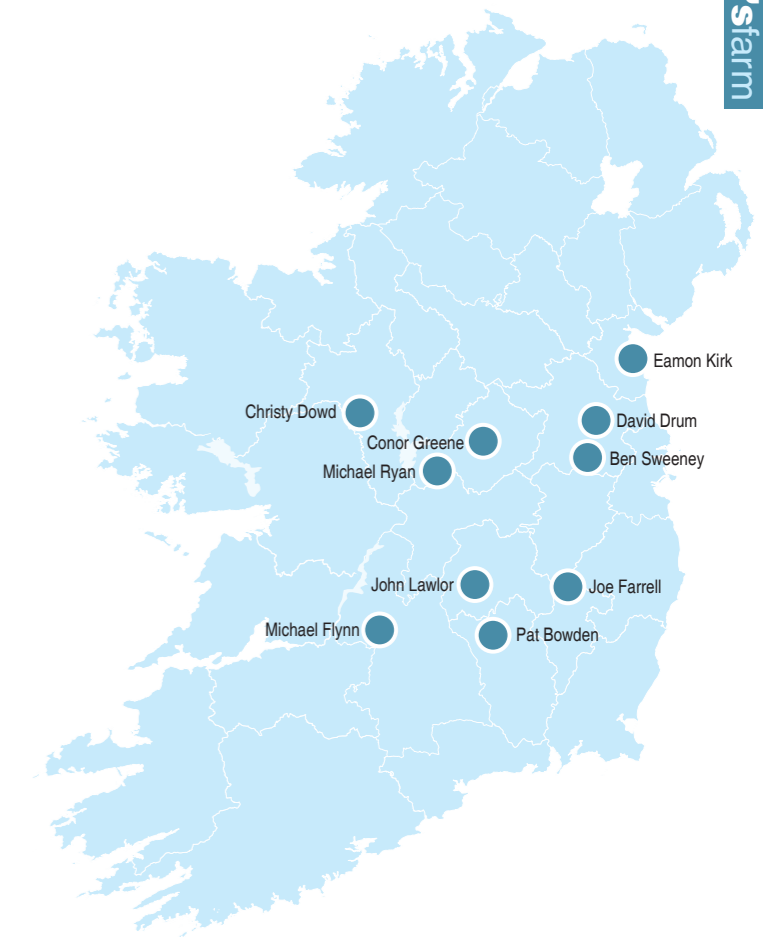 'sfarm
Eamon Kirk
Christy Dowd
David Drum
Conor Greene
Ben Sweeney
Michael Ryan
John Lawlor
Joe Farrell
Michael Flynn
Pat Bowden